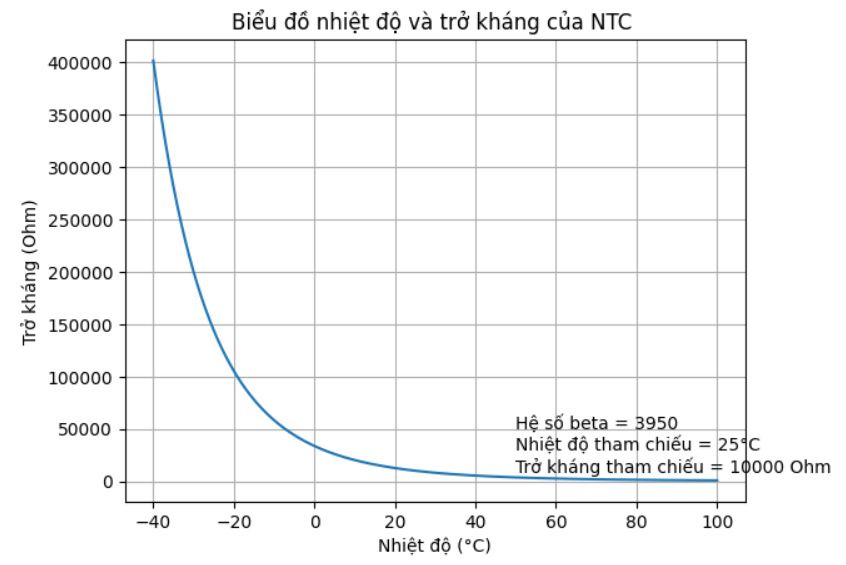 Biểu đồ nhiệt độ và trở kháng của NTC
400000
350000
300000
250000
200000
150000
100000
50000
0
Trở kháng (Ohm)
Hệ số beta = 3950
Nhiệt độ tham chiếu = 25°C
Trở kháng tham chiếu = 10000 Ohm
−40 −20 0 20 40 60 80 100
Nhiệt độ (°C)